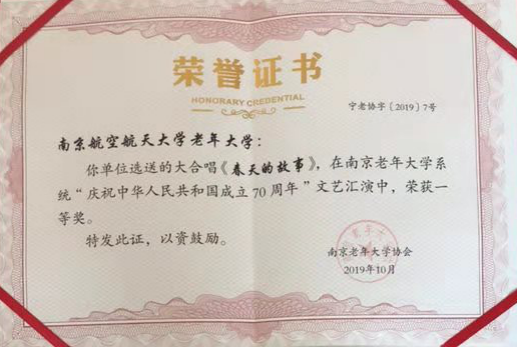 荣誉证书
HONORARY CREDENTIAL
宁老协字〔2019〕7号
南京航空航天大学老年大学：
你单位选送的大合唱《春天的故事》，在南京老年大学系
统“庆祝中华人民共和国成立70周年”文艺汇演中，荣获一
等奖。
特发此证，以资鼓励。
南京老年大学协会
2019年10月